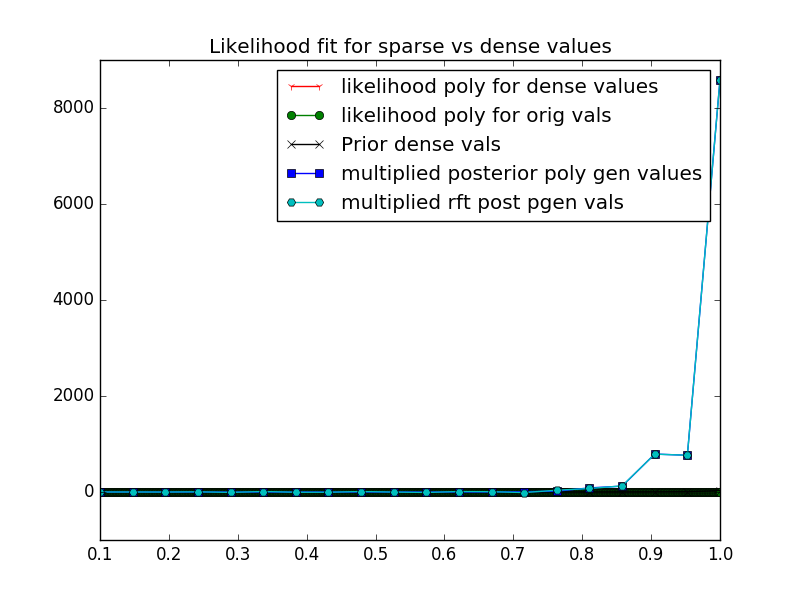 Likelihood fit for sparse vs dense values
likelihood poly for dense values
likelihood poly for orig vals
Prior dense vals
multiplied posterior poly gen values
multiplied rft post pgen vals
8000
6000
4000
2000
0
0.1 0.2 0.3 0.4 0.5 0.6 0.7 0.8 0.9 1.0